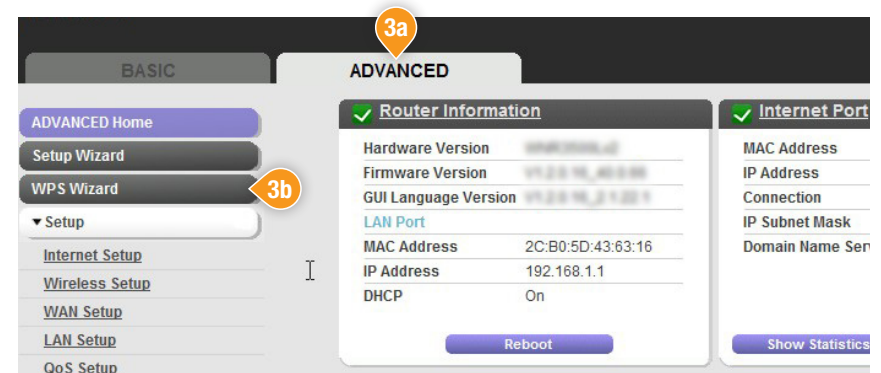 3a
BASIC
ADVANCED
ADVANCED Home
Setup Wizard
WPS Wizard
3b
▼ Setup
Internet Setup
Wireless Setup
WAN Setup
LAN Setup
QoS Setup
Router Information
Hardware Version
Firmware Version
GUI Language Version
LAN Port
MAC Address 2C:B0:5D:43:63:16
IP Address 192.168.1.1
DHCP On
Reboot
Internet Port
MAC Address
IP Address
Connection
IP Subnet Mask
Domain Name Serv
Show Statistics